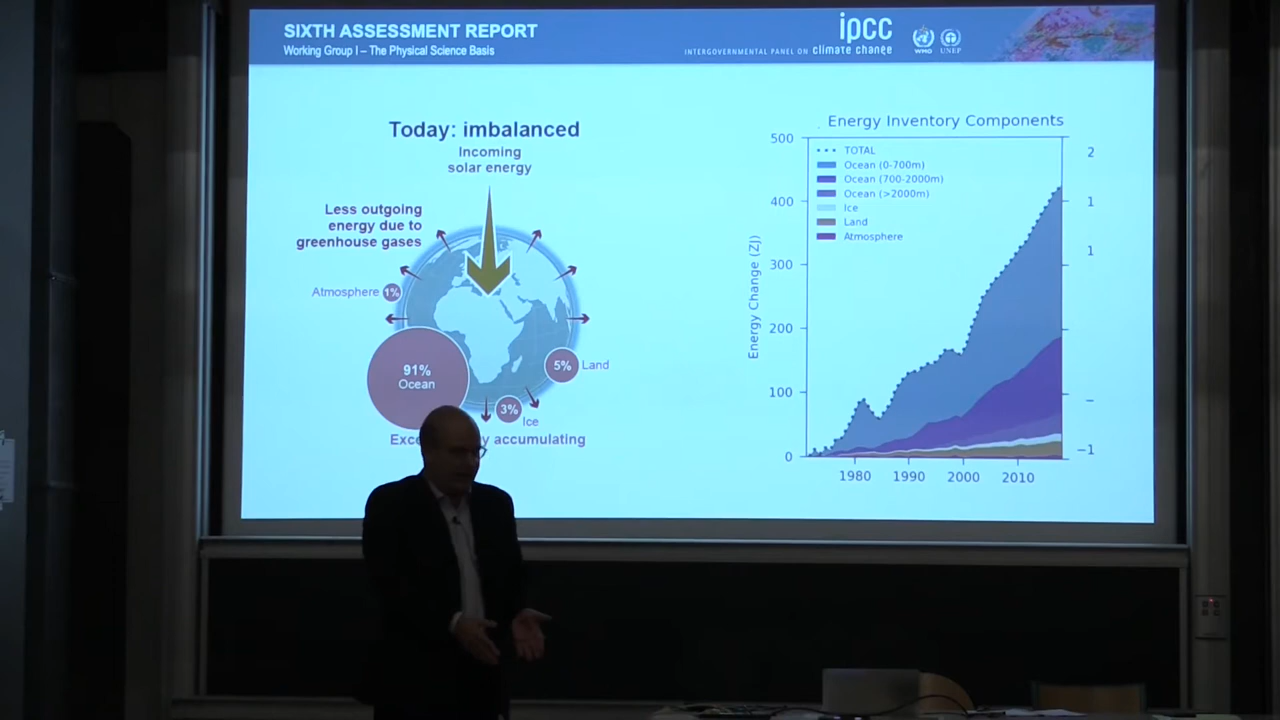 SIXTH ASSESSMENT REPORT
Working Group I – The Physical Science Basis
ipcc
INTERGOVERNMENTAL PANEL ON climate change
WMO
UNEP
Today: imbalanced
Incoming
solar energy
Less outgoing
energy due to
greenhouse gases
Atmosphere 1%
91%
Ocean
5% Land
3%
Ice
accumulating
Energy Inventory Components
TOTAL
Ocean (0-700m)
Ocean (700-2000m)
Ocean (>2000m)
Ice
Land
Atmosphere
Energy Change (ZJ)
500
400
300
200
100
0
1980 1990 2000 2010
2
1
1
−
−1